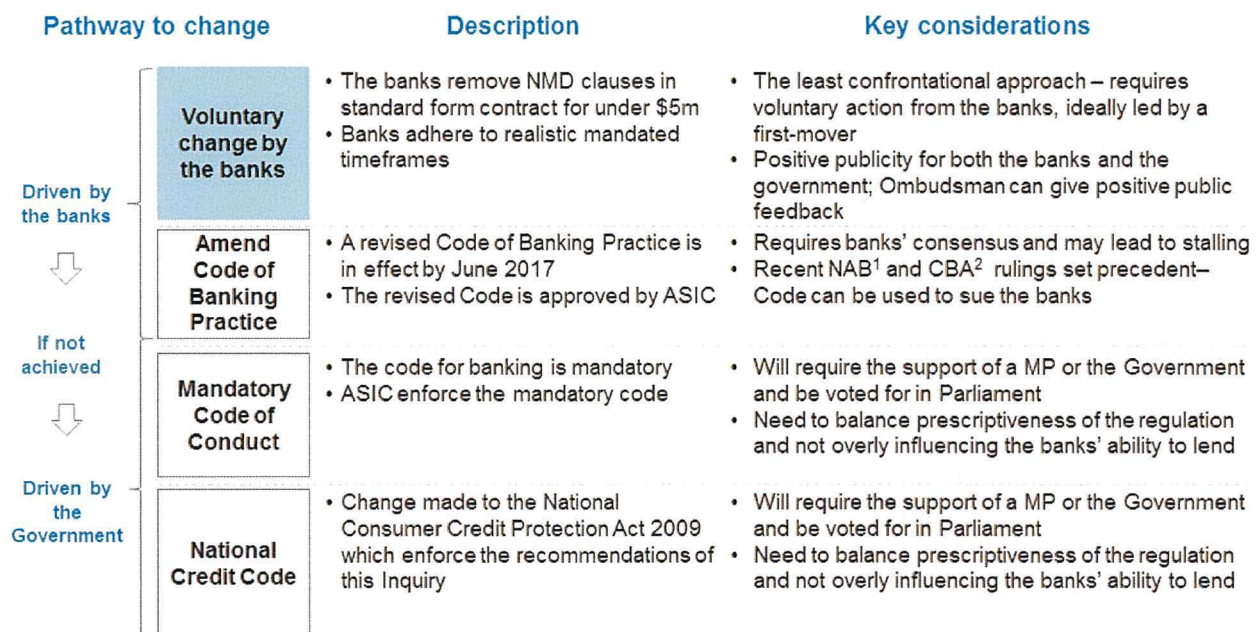 Pathway to change
Description
Key considerations
Driven by
the banks
If not
achieved
Driven by
the
Government
Voluntary
change by
the banks
• The banks remove NMD clauses in
standard form contract for under $5m
• Banks adhere to realistic mandated
timeframes
• The least confrontational approach – requires
voluntary action from the banks, ideally led by a
first-mover
• Positive publicity for both the banks and the
government; Ombudsman can give positive public
feedback
Amend
Code of
Banking
Practice
• A revised Code of Banking Practice is
in effect by June 2017
• The revised Code is approved by ASIC
• Requires banks' consensus and may lead to stalling
• Recent NAB¹ and CBA² rulings set precedent–
Code can be used to sue the banks
Mandatory
Code of
Conduct
• The code for banking is mandatory
• ASIC enforce the mandatory code
• Will require the support of a MP or the Government
and be voted for in Parliament
• Need to balance prescriptiveness of the regulation
and not overly influencing the banks' ability to lend
National
Credit Code
• Change made to the National
Consumer Credit Protection Act 2009
which enforce the recommendations of
this Inquiry
• Will require the support of a MP or the Government
and be voted for in Parliament
• Need to balance prescriptiveness of the regulation
and not overly influencing the banks' ability to lend